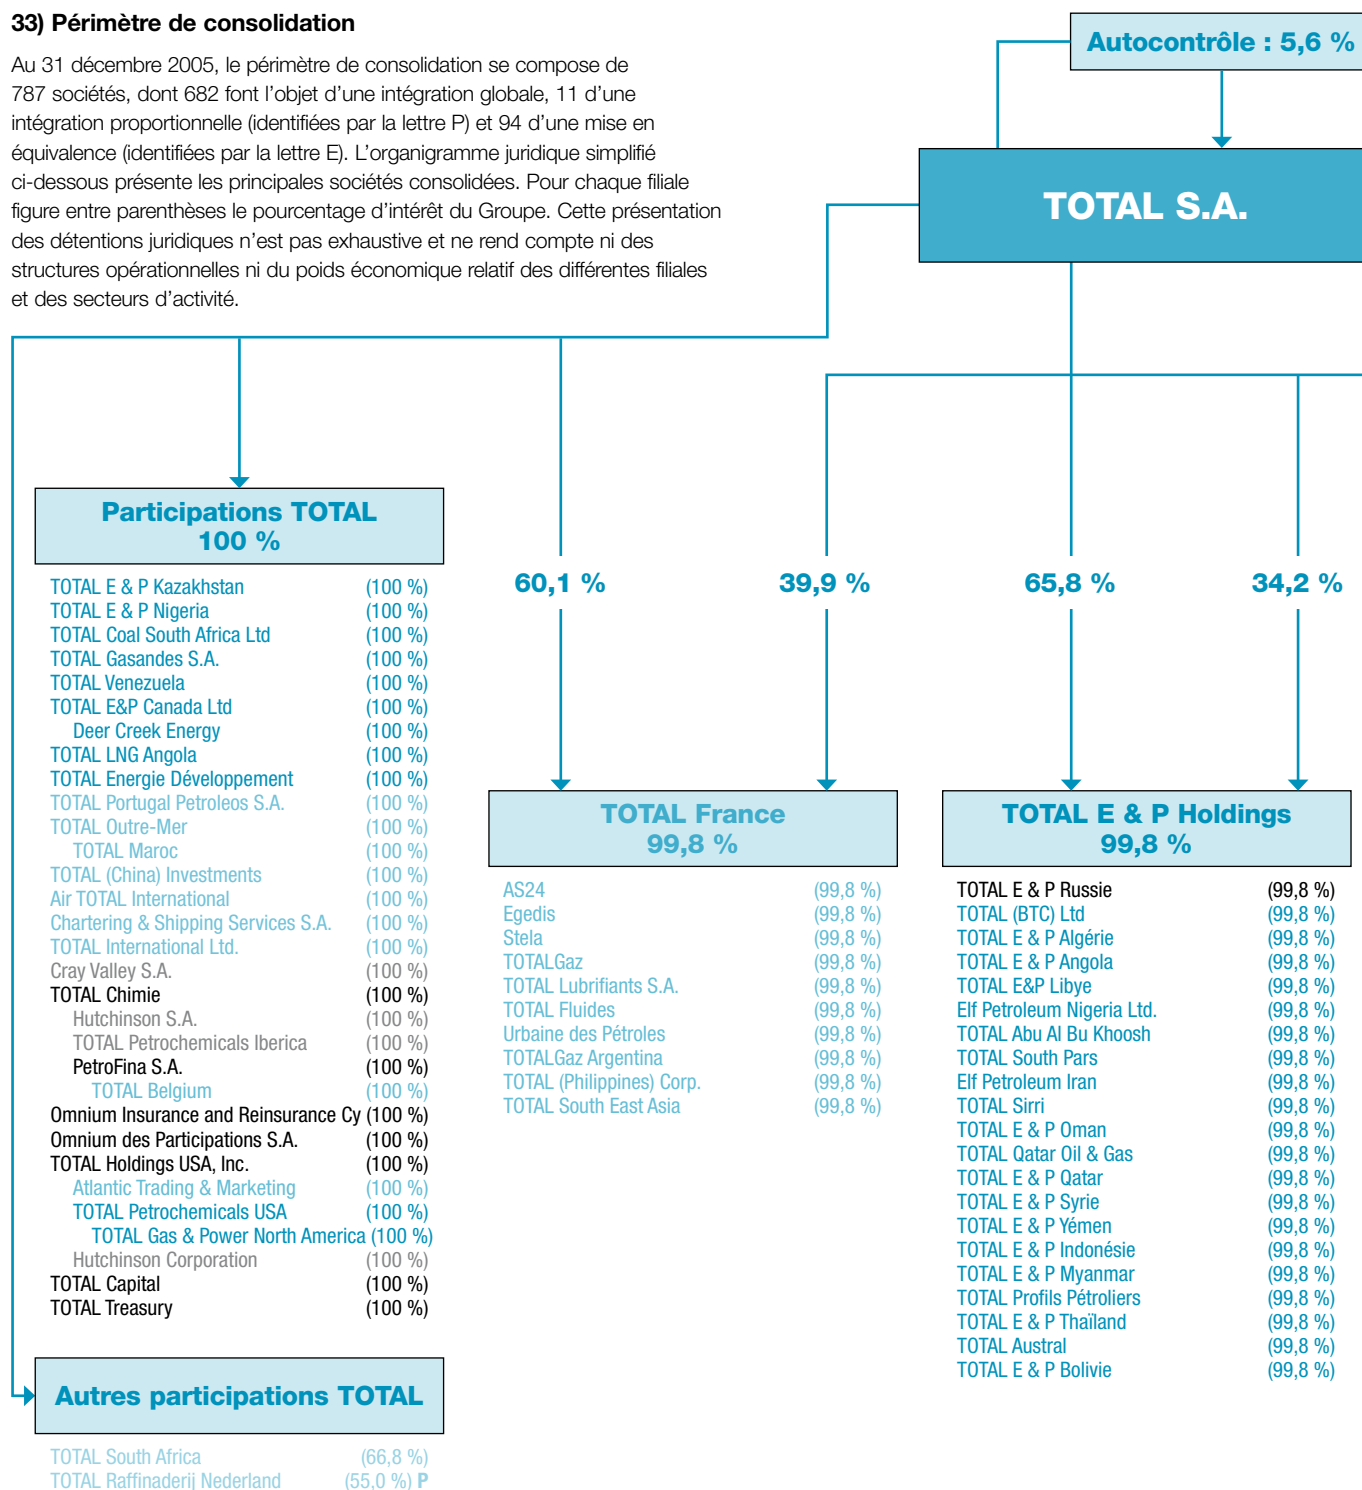 33) Périmètre de consolidation
Au 31 décembre 2005, le périmètre de consolidation se compose de
787 sociétés, dont 682 font l’objet d’une intégration globale, 11 d’une
intégration proportionnelle (identifiées par la lettre P) et 94 d’une mise en
équivalence (identifiées par la lettre E). L’organigramme juridique simplifié
ci-dessous présente les principales sociétés consolidées. Pour chaque filiale
figure entre parenthèses le pourcentage d’intérêt du Groupe. Cette présentation
des détentions juridiques n’est pas exhaustive et ne rend compte ni des
structures opérationnelles ni du poids économique relatif des différentes filiales
et des secteurs d’activité.
Autocontrôle : 5,6 %
TOTAL S.A.
Participations TOTAL
100 %
TOTAL E & P Kazakhstan (100 %)
TOTAL E & P Nigeria (100 %)
TOTAL Coal South Africa Ltd (100 %)
TOTAL Gasandes S.A. (100 %)
TOTAL Venezuela (100 %)
TOTAL E&P Canada Ltd (100 %)
Deer Creek Energy (100 %)
TOTAL LNG Angola (100 %)
TOTAL Energie Développement (100 %)
TOTAL Portugal Petroleos S.A. (100 %)
TOTAL Outre-Mer (100 %)
TOTAL Maroc (100 %)
TOTAL (China) Investments (100 %)
Air TOTAL International (100 %)
Chartering & Shipping Services S.A. (100 %)
TOTAL International Ltd. (100 %)
Cray Valley S.A. (100 %)
TOTAL Chimie (100 %)
Hutchinson S.A. (100 %)
TOTAL Petrochemicals Iberica (100 %)
PetroFina S.A. (100 %)
TOTAL Belgium (100 %)
Omnium Insurance and Reinsurance Cy (100 %)
Omnium des Participations S.A. (100 %)
TOTAL Holdings USA, Inc. (100 %)
Atlantic Trading & Marketing (100 %)
TOTAL Petrochemicals USA (100 %)
TOTAL Gas & Power North America (100 %)
Hutchinson Corporation (100 %)
TOTAL Capital (100 %)
TOTAL Treasury (100 %)
Autres participations TOTAL
TOTAL South Africa (66,8 %)
TOTAL Raffinaderij Nederland (55,0 %) P
60,1 %
39,9 %
TOTAL France
99,8 %
AS24 (99,8 %)
Egedis (99,8 %)
Stela (99,8 %)
TOTALGaz (99,8 %)
TOTAL Lubrifiants S.A. (99,8 %)
TOTAL Fluides (99,8 %)
Urbaine des Pétroles (99,8 %)
TOTALGaz Argentina (99,8 %)
TOTAL (Philippines) Corp. (99,8 %)
TOTAL South East Asia (99,8 %)
65,8 %
34,2 %
TOTAL E & P Holdings
99,8 %
TOTAL E & P Russie (99,8 %)
TOTAL (BTC) Ltd (99,8 %)
TOTAL E & P Algérie (99,8 %)
TOTAL E & P Angola (99,8 %)
TOTAL E&P Libye (99,8 %)
Elf Petroleum Nigeria Ltd. (99,8 %)
TOTAL Abu Al Bu Khoosh (99,8 %)
TOTAL South Pars (99,8 %)
Elf Petroleum Iran (99,8 %)
TOTAL Sirri (99,8 %)
TOTAL E & P Oman (99,8 %)
TOTAL Qatar Oil & Gas (99,8 %)
TOTAL E & P Qatar (99,8 %)
TOTAL E & P Syrie (99,8 %)
TOTAL E & P Yémen (99,8 %)
TOTAL E & P Indonésie (99,8 %)
TOTAL E & P Myanmar (99,8 %)
TOTAL Profils Pétroliers (99,8 %)
TOTAL E & P Thaïland (99,8 %)
TOTAL Austral (99,8 %)
TOTAL E & P Bolivie (99,8 %)